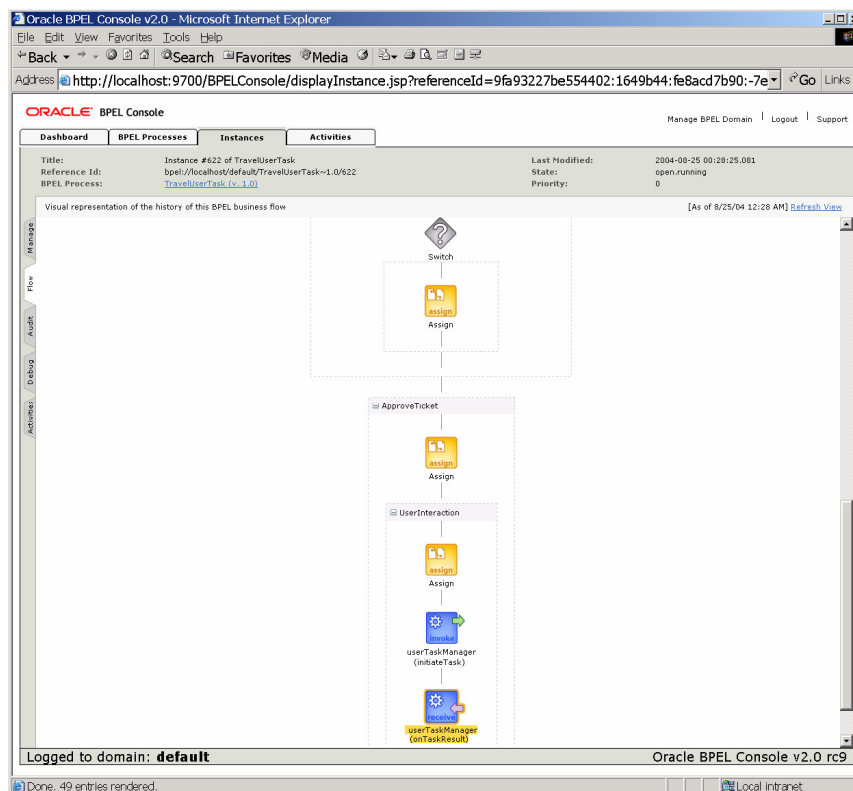 Oracle BPEL Console v2.0 - Microsoft Internet Explorer
File Edit View Favorites Tools Help
Back Search Favorites Media
Address http://localhost:9700/BPELConsole/displayInstance.jsp?referenceId=9fa93227be554402:1649b44:fe8acd7b90:-7e Go Links
ORACLE BPEL Console
Manage BPEL Domain | Logout | Support
Dashboard BPEL Processes Instances Activities
Title: Instance #622 of TravelUserTask Last Modified: 2004-08-25 00:28:25.081
Reference Id: bpel://localhost/default/TravelUserTask~1.0/622 State: open.running
BPEL Process: TravelUserTask (v. 1.0) Priority: 0
Visual representation of the history of this BPEL business flow [As of 8/25/04 12:28 AM] Refresh View
Manage
Flow
Audit
Debug
Activities
Switch
assign
Assign
ApproveTicket
assign
Assign
UserInteraction
assign
Assign
invoke
userTaskManager
(initiateTask)
receive
userTaskManager
(onTaskResult)
Logged to domain: default Oracle BPEL Console v2.0 rc9
Done. 49 entries rendered. Local intranet